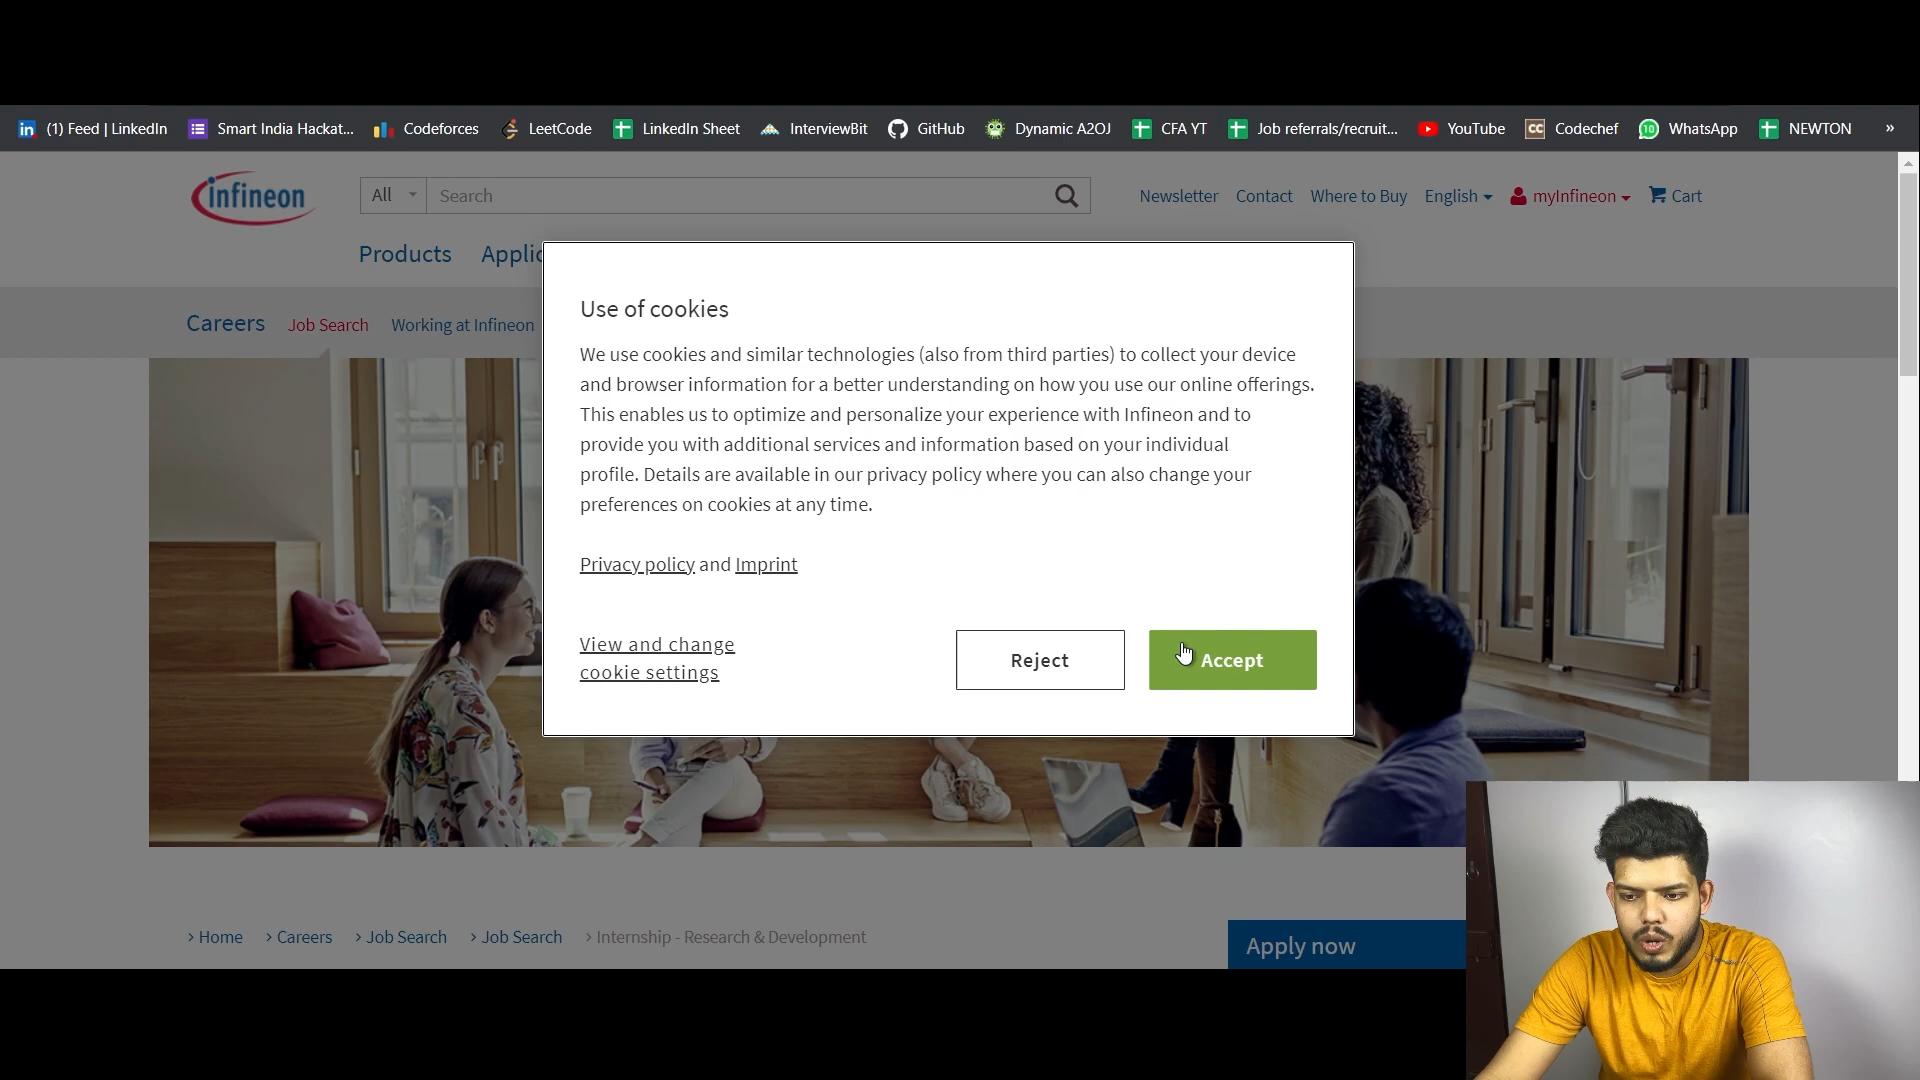 (1) Feed | LinkedIn Smart India Hackat... Codeforces LeetCode LinkedIn Sheet InterviewBit GitHub Dynamic A2OJ CFA YT Job referrals/recruit... YouTube CC Codechef 10 WhatsApp NEWTON »
infineon All Search Newsletter Contact Where to Buy English myInfineon Cart
Products Applic
Careers Job Search Working at Infineon
Use of cookies
We use cookies and similar technologies (also from third parties) to collect your device
and browser information for a better understanding on how you use our online offerings.
This enables us to optimize and personalize your experience with Infineon and to
provide you with additional services and information based on your individual
profile. Details are available in our privacy policy where you can also change your
preferences on cookies at any time.
Privacy policy and Imprint
View and change
cookie settings
Reject Accept
> Home > Careers > Job Search > Job Search > Internship - Research & Development
Apply now